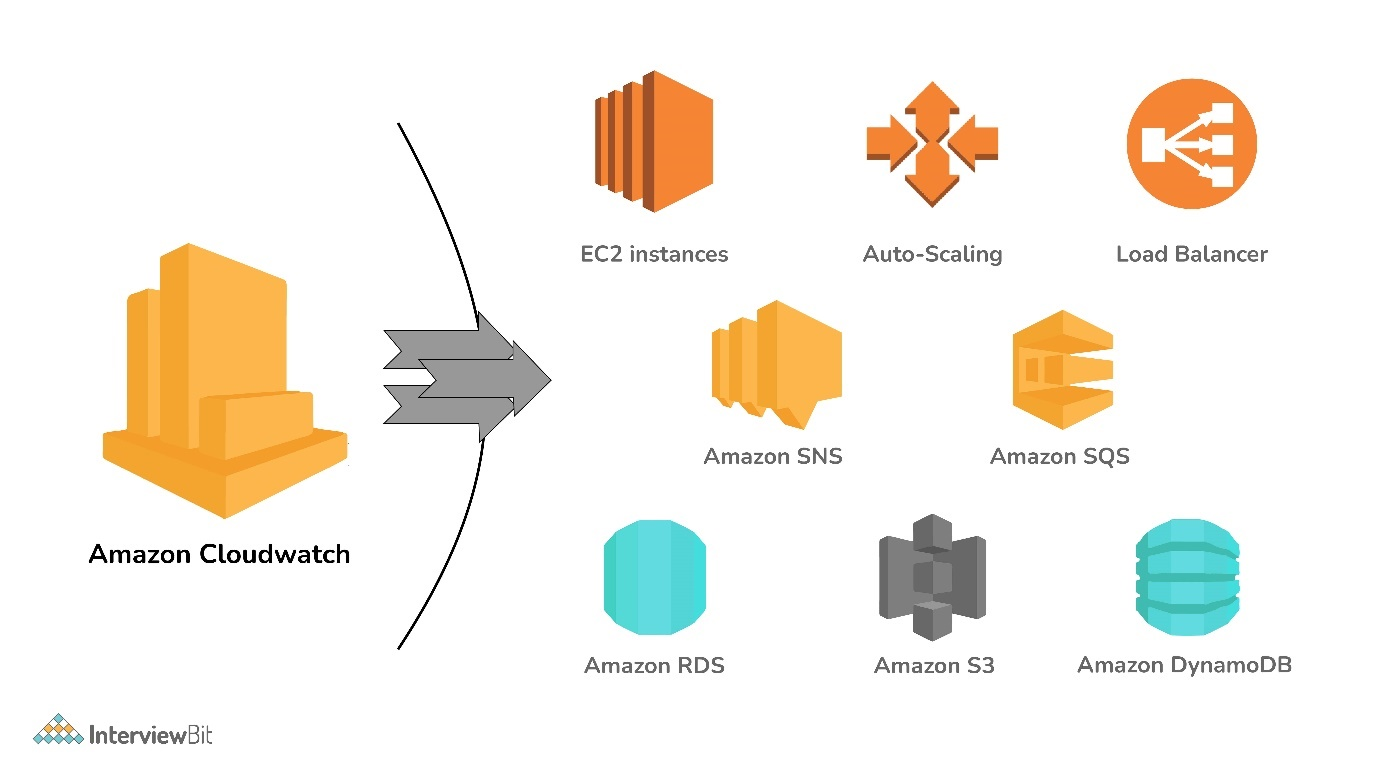 EC2 instances
Auto-Scaling
Load Balancer
Amazon SNS
Amazon SQS
Amazon Cloudwatch
Amazon RDS
Amazon S3
Amazon DynamoDB
InterviewBit